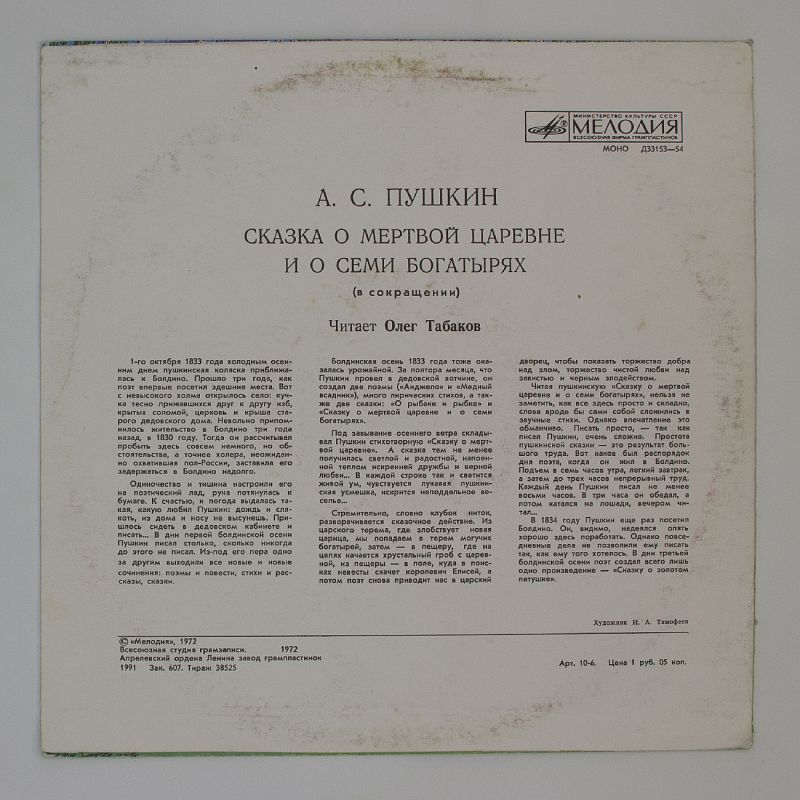 МИНИСТЕРСТВО КУЛЬТУРЫ СССР
МЕЛОДИЯ
ВСЕСОЮЗНАЯ ФИРМА ГРАМПЛАСТИНОК
МОНО Д33153—54
А. С. ПУШКИН
СКАЗКА О МЕРТВОЙ ЦАРЕВНЕ
И О СЕМИ БОГАТЫРЯХ
(в сокращении)
Читает Олег Табаков
1-го октября 1833 года холодным осен-
ним днем пушкинская коляска приближа-
лась к Болдино. Прошло три года, как
поэт впервые посетил здешние места. Вот
с невысокого холма открылось село: куч-
ка тесно прижавшихся друг к другу изб,
крытых соломой, церковь и крыша ста-
рого дедовского дома. Невольно припом-
нилось жительство в Болдино три года
назад, в 1830 году. Тогда он рассчитывал
пробыть здесь совсем немного, но об-
стоятельства, а точнее холера, неожидан-
но охватившая пол-России, заставила его
задержаться в Болдино надолго.
Одиночество и тишина настроили его
на поэтический лад, рука потянулась к
бумаге. К счастью, и погода выдалась та-
кая, какую любил Пушкин: дождь и сля-
коть, из дома и носу не высунешь. При-
шлось сидеть в дедовском кабинете и
писать... В дни первой болдинской осени
Пушкин писал столько, сколько никогда
до этого не писал. Из-под его пера одно
за другим выходили все новые и новые
сочинения: поэмы и повести, стихи и рас-
сказы, сказки.
Болдинская осень 1833 года тоже ока-
залась урожайной. За полтора месяца, что
Пушкин провел в дедовской вотчине, он
создал две поэмы («Анджело» и «Медный
всадник»), много лирических стихов, а так-
же две сказки: «О рыбаке и рыбке» и
«Сказку о мертвой царевне и о семи
богатырях».
Под завывание осеннего ветра склады-
вал Пушкин стихотворную «Сказку о мерт-
вой царевне». А сказка тем не менее
получилась светлой и радостной, напоен-
ной теплом искренней дружбы и верной
любви... В каждой строке так и светится
живой ум, чувствуется лукавая пушкин-
ская усмешка, искрится неподдельное ве-
селье...
Стремительно, словно клубок ниток,
разворачивается сказочное действие. Из
царского терема, где злобствует новая
царица, мы попадаем в терем могучих
богатырей, затем — в пещеру, где на
цепях качается хрустальный гроб с царев-
ной, из пещеры — в поле, куда в поис-
ках невесты скачет королевич Елисей, а
потом поэт снова приводит нас в царский
дворец, чтобы показать торжество добра
над злом, торжество чистой любви над
завистью и черным злодейством.
Читая пушкинскую «Сказку о мертвой
царевне и о семи богатырях», нельзя не
заметить, как все здесь просто и складно,
слова вроде бы сами собой сложились в
звучные стихи. Однако впечатление это
обманчиво. Писать просто, — так как
писал Пушкин, очень сложно. Простота
пушкинской сказки — это результат боль-
шого труда. Вот каков был распорядок
дня поэта, когда он жил в Болдино.
Подъем в семь часов утра, легкий завтрак,
а затем до трех часов непрерывный труд.
Каждый день Пушкин писал не менее
восьми часов. В три часа он обедал, а
потом катался на лошади, вечером чи-
тал...
В 1834 году Пушкин еще раз посетил
Болдино. Он, видимо, надеялся опять
хорошо здесь поработать. Однако повсе-
дневные дела не позволили ему писать
так, как ему того хотелось. В дни третьей
болдинской осени поэт создал всего лишь
одно произведение — «Сказку о золотом
петушке».
Художник И. А. Тимофеев
© «Мелодия», 1972
Всесоюзная студия грамзаписи. 1972
Апрелевский ордена Ленина завод грампластинок
1991 Зак. 607. Тираж 38525
Арт. 10-6. Цена 1 руб. 05 коп.